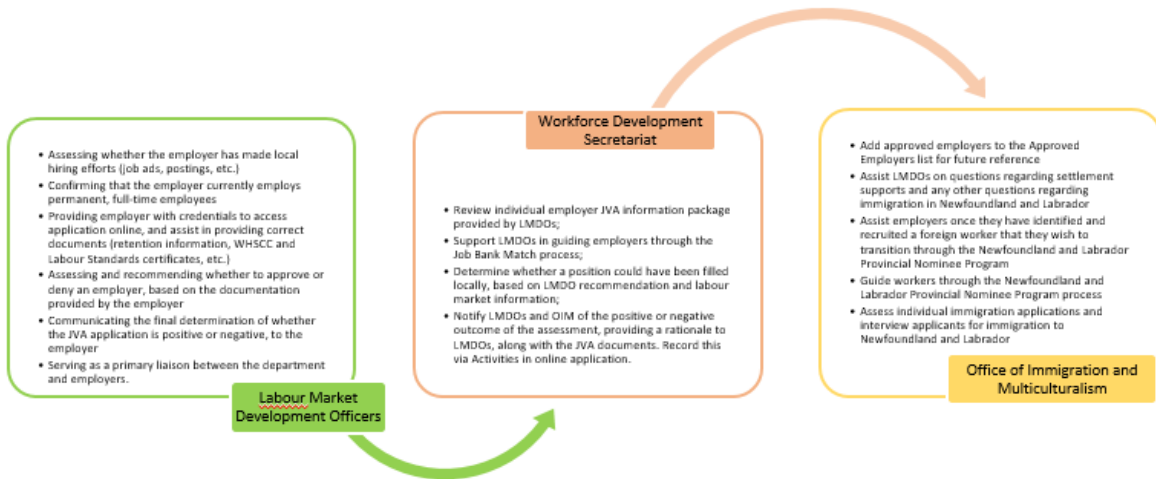 • Assessing whether the employer has made local
hiring efforts (job ads, postings, etc.)
• Confirming that the employer currently employs
permanent, full-time employees
• Providing employer with credentials to access
application online, and assist in providing correct
documents (retention information, WHSCC and
Labour Standards certificates, etc.)
• Assessing and recommending whether to approve or
deny an employer, based on the documentation
provided by the employer
• Communicating the final determination of whether
the JVA application is positive or negative, to the
employer
• Serving as a primary liaison between the department
and employers.
Labour Market
Development Officers
Workforce Development
Secretariat
• Review individual employer JVA information package
provided by LMDOs;
• Support LMDOs in guiding employers through the
Job Bank Match process;
• Determine whether a position could have been filled
locally, based on LMDO recommendation and labour
market information;
• Notify LMDOs and OIM of the positive or negative
outcome of the assessment, providing a rationale to
LMDOs, along with the JVA documents. Record this
via Activities in online application.
• Add approved employers to the Approved
Employers list for future reference
• Assist LMDOs on questions regarding settlement
supports and any other questions regarding
immigration in Newfoundland and Labrador
• Assist employers once they have identified and
recruited a foreign worker that they wish to
transition through the Newfoundland and Labrador
Provincial Nominee Program
• Guide workers through the Newfoundland and
Labrador Provincial Nominee Program process
• Assess individual immigration applications and
interview applicants for immigration to
Newfoundland and Labrador
Office of Immigration and
Multiculturalism